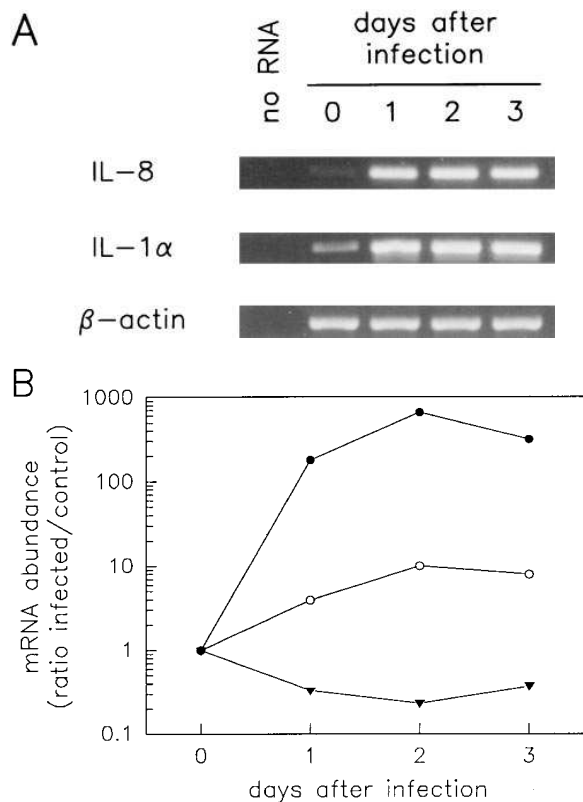 A
no RNA
days after
infection
0 1 2 3
IL-8
IL-1α
β-actin
B
mRNA abundance
(ratio infected/control)
1000
100
10
1
0.1
0 1 2 3
days after infection